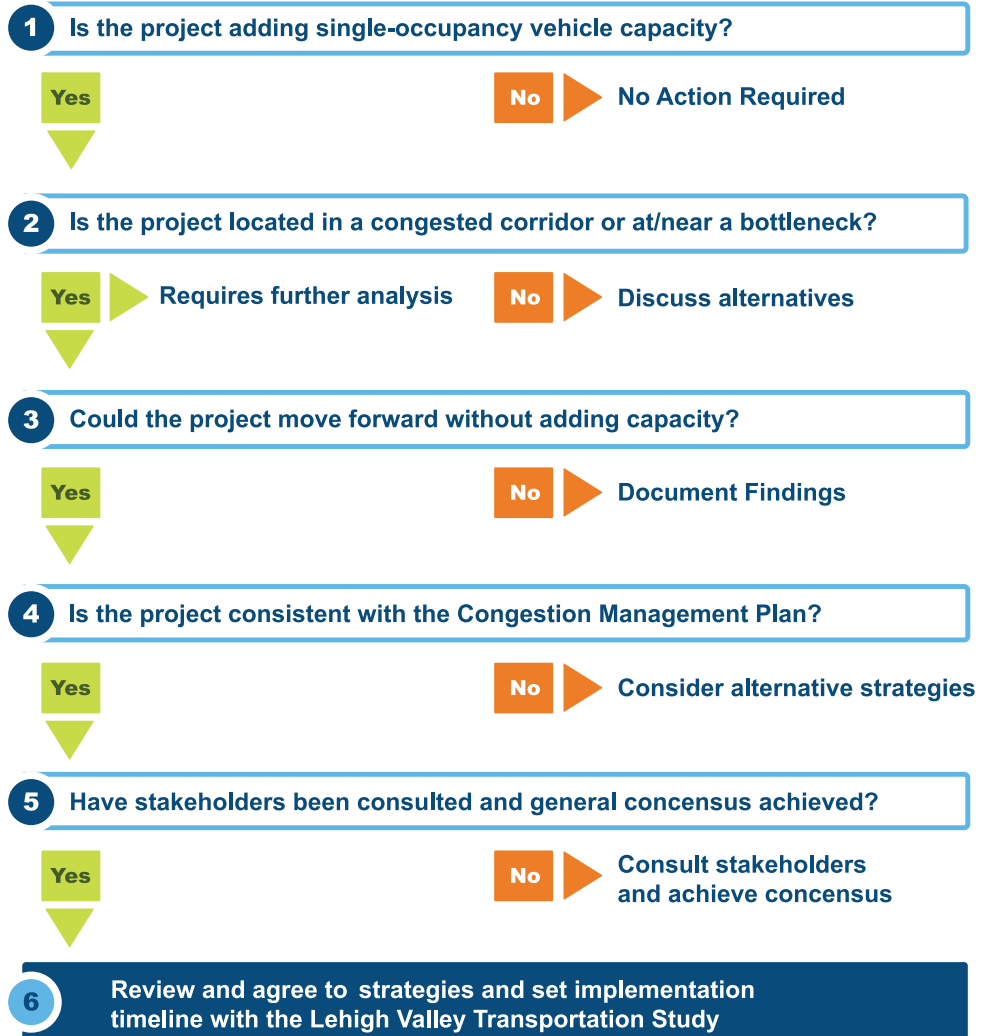 1 Is the project adding single-occupancy vehicle capacity?
Yes
No
No Action Required
2 Is the project located in a congested corridor or at/near a bottleneck?
Yes
Requires further analysis
No
Discuss alternatives
3 Could the project move forward without adding capacity?
Yes
No
Document Findings
4 Is the project consistent with the Congestion Management Plan?
Yes
No
Consider alternative strategies
5 Have stakeholders been consulted and general concensus achieved?
Yes
No
Consult stakeholders
and achieve concensus
6 Review and agree to strategies and set implementation
timeline with the Lehigh Valley Transportation Study